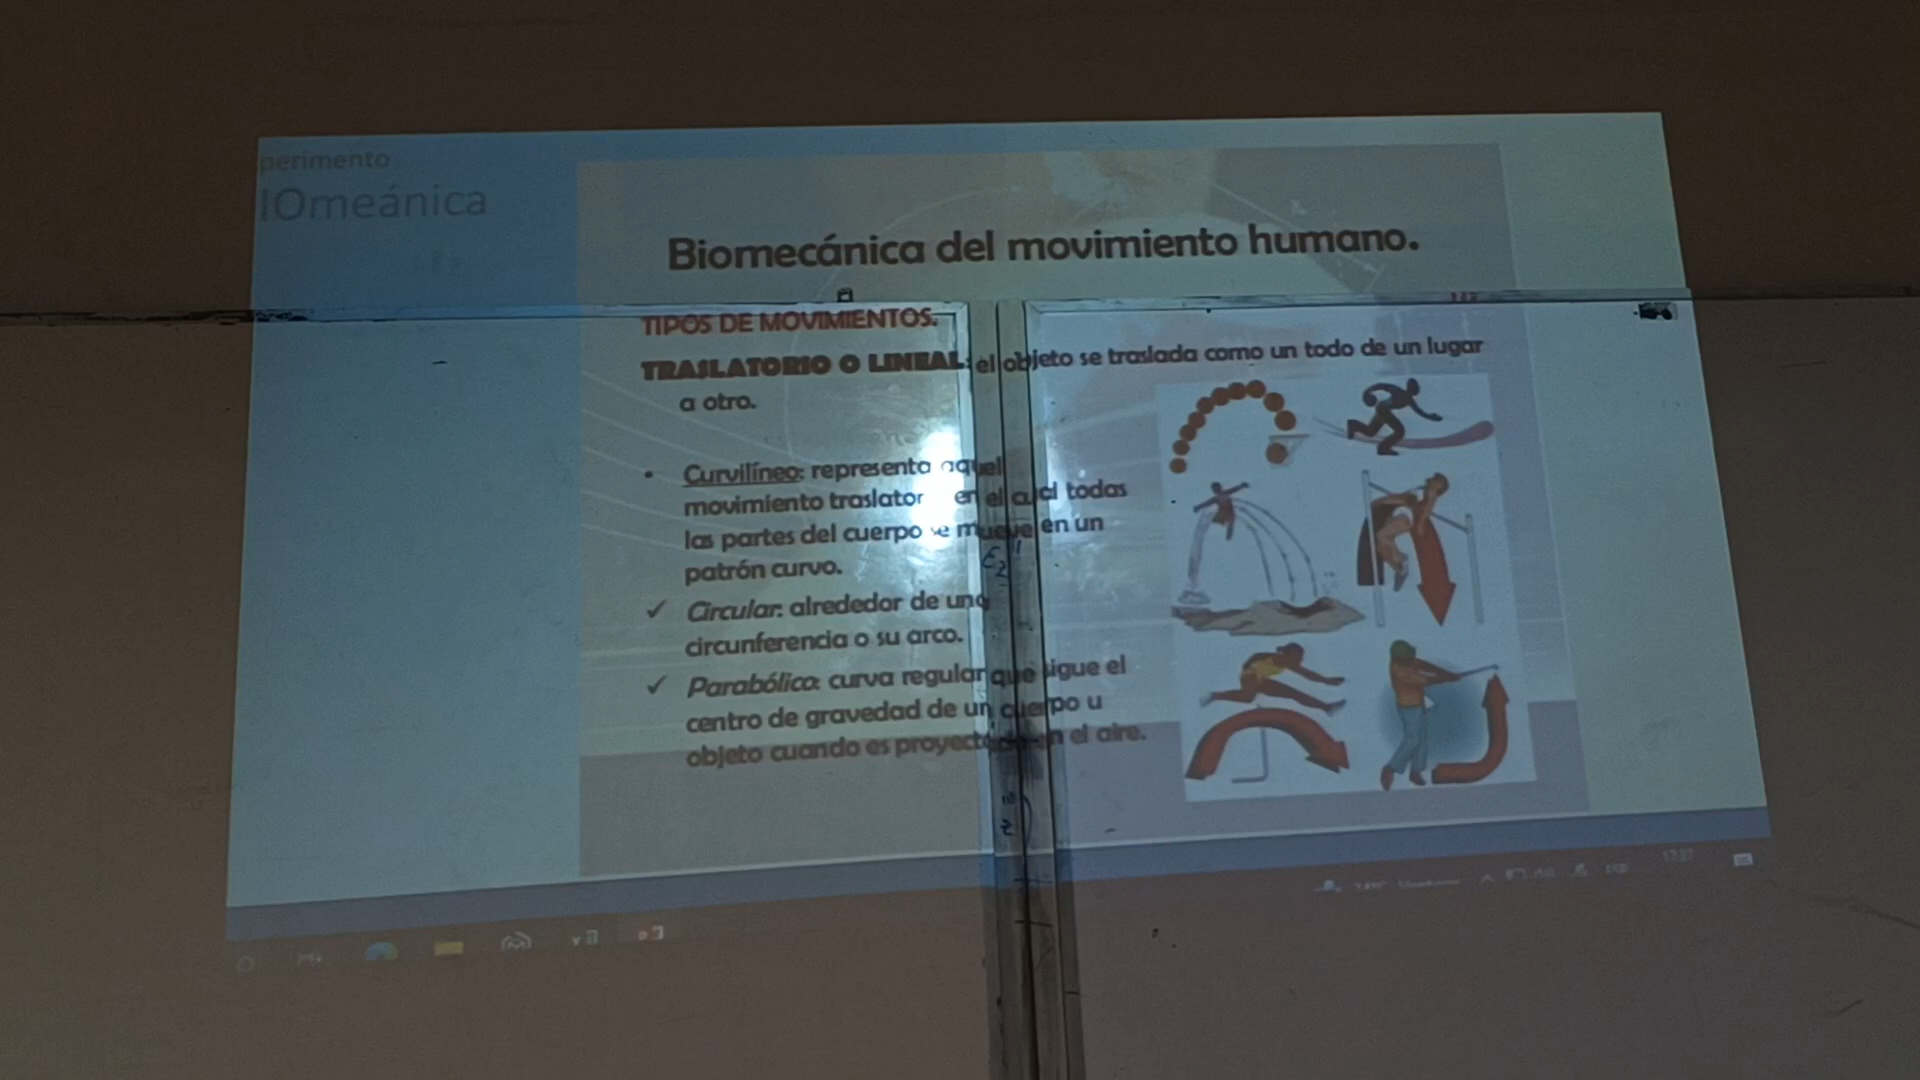 perimento
IOmeánica
Biomecánica del movimiento humano.
TIPOS DE MOVIMIENTOS.
TRASLATORIO O LINEAL: el objeto se traslada como un todo de un lugar
a otro.
• Curvilíneo: representa aquel
movimiento traslator en el cual todas
las partes del cuerpo se mueve en un
patrón curvo.
✓ Circular: alrededor de una
circunferencia o su arco.
✓ Parabólico: curva regular que sigue el
centro de gravedad de un cuerpo u
objeto cuando es proyectado en el aire.
17:37